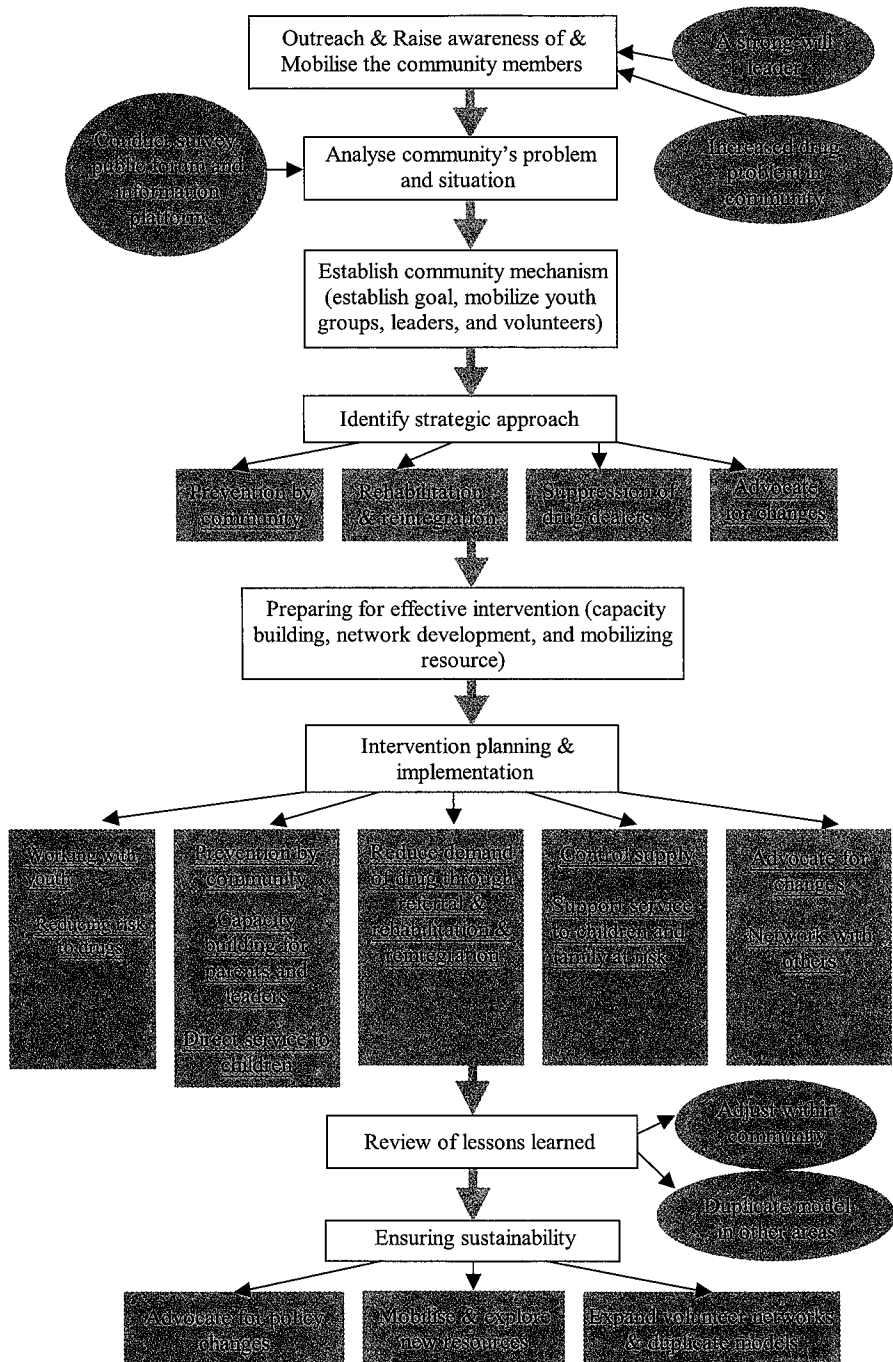 Outreach & Raise awareness of &
Mobilise the community members
A strong-will
leader
Increased drug
problem in
community
Conduct survey,
public forum and
information
platform
Analyse community's problem
and situation
Establish community mechanism
(establish goal, mobilize youth
groups, leaders, and volunteers)
Identify strategic approach
Prevention by
community
Rehabilitation
& reintegration
Suppression of
drug dealers
Advocate
for changes
Preparing for effective intervention (capacity
building, network development, and mobilizing
resource)
Intervention planning &
implementation
Working with
youth
Reducing risk
to drugs
Prevention by
community
Capacity
building for
parents and
leaders
Direct service to
children
Reduce demand
of drug through
referral &
rehabilitation &
reintegration
Control supply
Support service
to children and
family at risk
Advocate for
changes
Network with
others
Review of lessons learned
Adjust within
community
Duplicate model
in other areas
Ensuring sustainability
Advocate for policy
changes
Mobilise & explore
new resources
Expand volunteer networks
& duplicate models